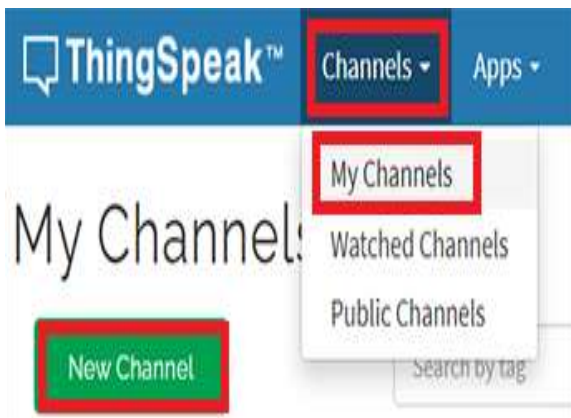 ThingSpeak™ Channels Apps
My Channels
My Channels
Watched Channels
Public Channels
New Channel
Search by tag